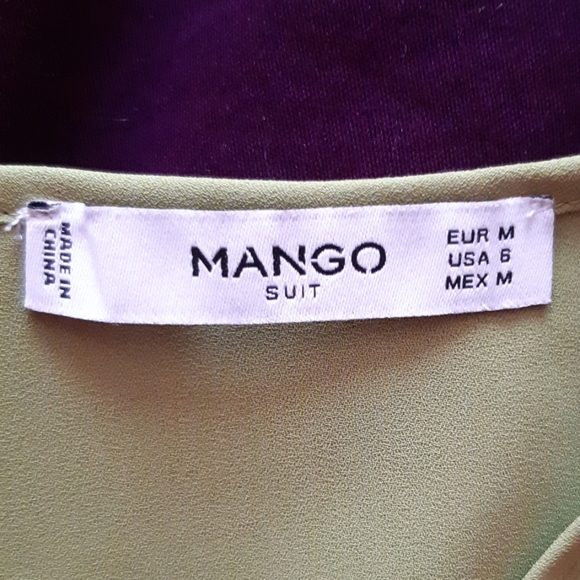 MADE IN
CHINA
MANGO
SUIT
EUR M
USA 6
MEX M